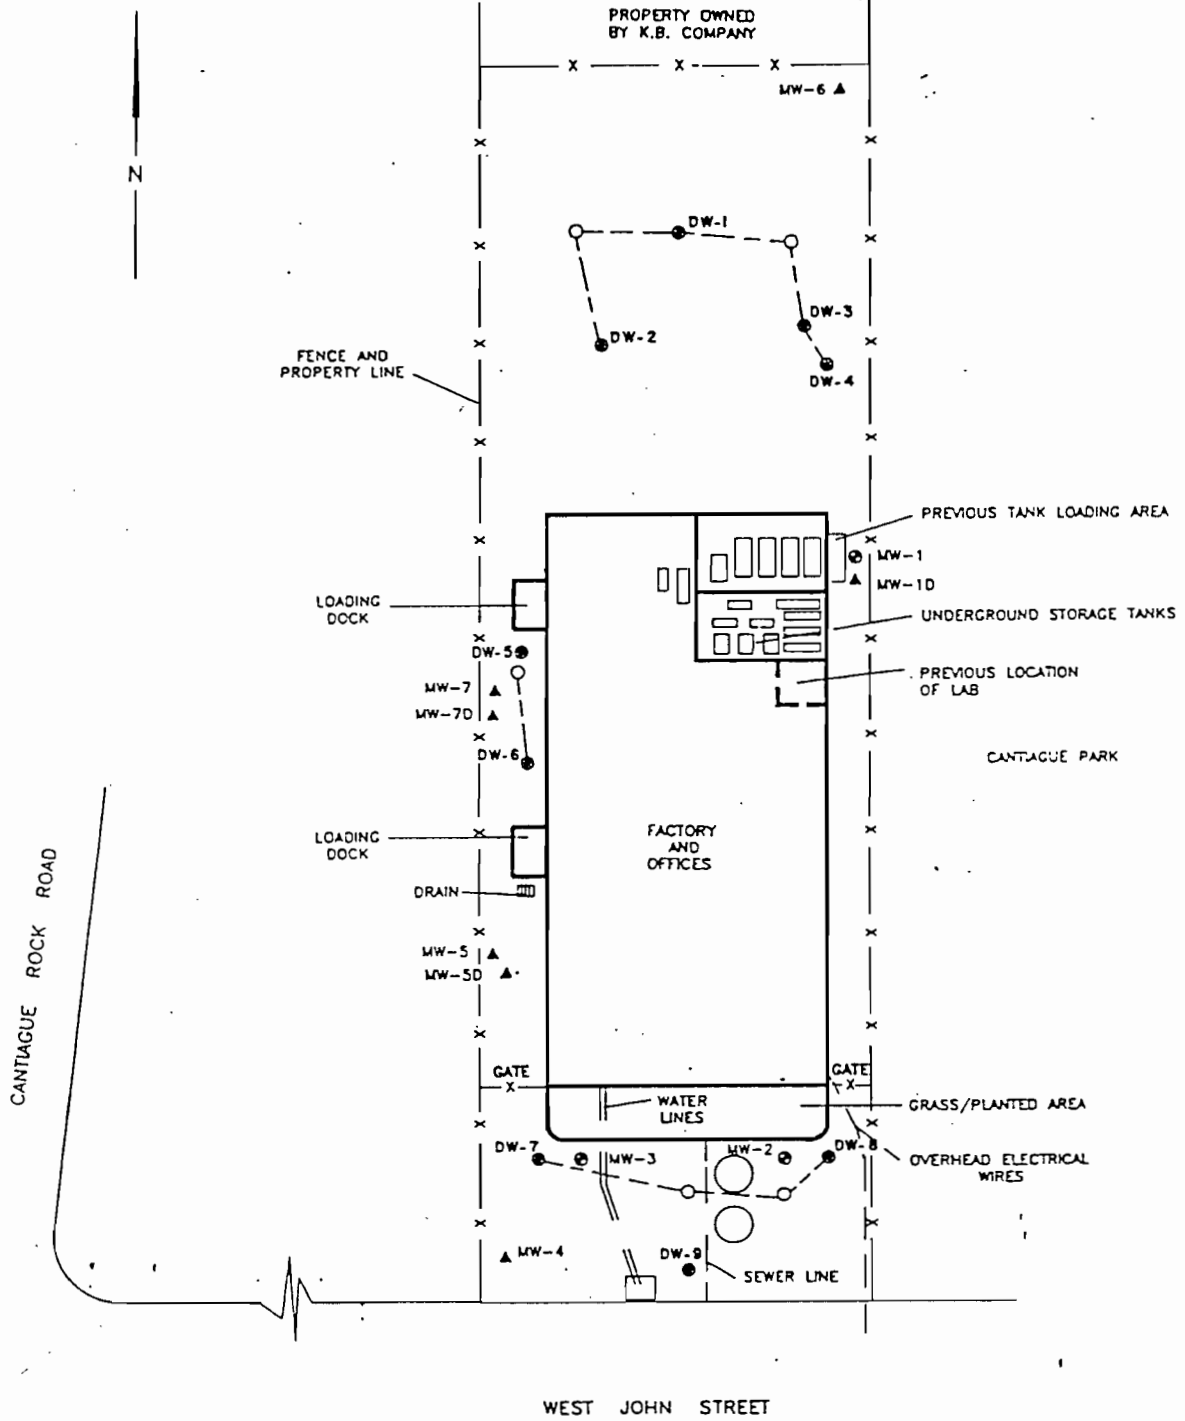 PROPERTY OWNED
BY K.B. COMPANY
MW-6
N
DW-1
DW-3
DW-2
DW-4
FENCE AND
PROPERTY LINE
PREVIOUS TANK LOADING AREA
MW-1
MW-1D
LOADING
DOCK
UNDERGROUND STORAGE TANKS
DW-5
PREVIOUS LOCATION
OF LAB
MW-7
MW-7D
DW-6
CANTIAGUE PARK
LOADING
DOCK
FACTORY
AND
OFFICES
DRAIN
MW-5
MW-5D
CANTIAGUE ROCK ROAD
GATE
GATE
WATER
LINES
GRASS/PLANTED AREA
DW-7
MW-3
MW-2
DW-8
OVERHEAD ELECTRICAL
WIRES
MW-4
DW-9
SEWER LINE
WEST JOHN STREET